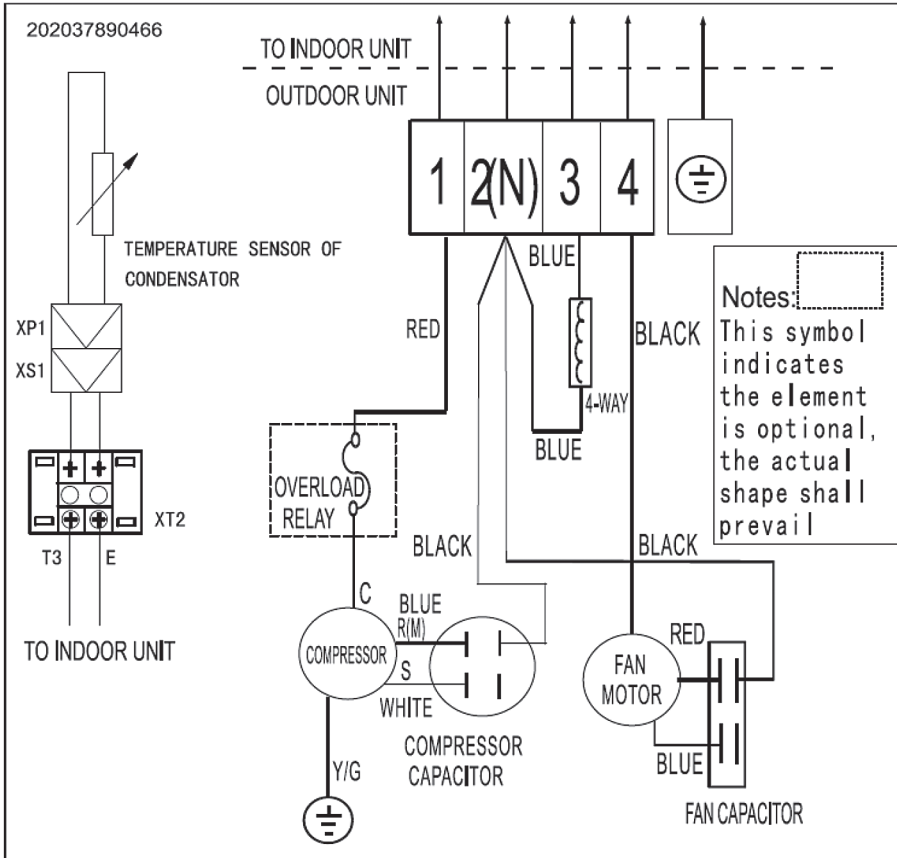 202037890466
TO INDOOR UNIT
OUTDOOR UNIT
1 2(N) 3 4
TEMPERATURE SENSOR OF
CONDENSATOR
XP1
XS1
XT2
T3 E
TO INDOOR UNIT
RED
BLUE
BLACK
4-WAY
BLUE
OVERLOAD
RELAY
BLACK
BLACK
C
BLUE
R(M)
COMPRESSOR
S
WHITE
COMPRESSOR
CAPACITOR
Y/G
FAN
MOTOR
RED
BLUE
FAN CAPACITOR
Notes:
This symbol
indicates
the element
is optional,
the actual
shape shall
prevail